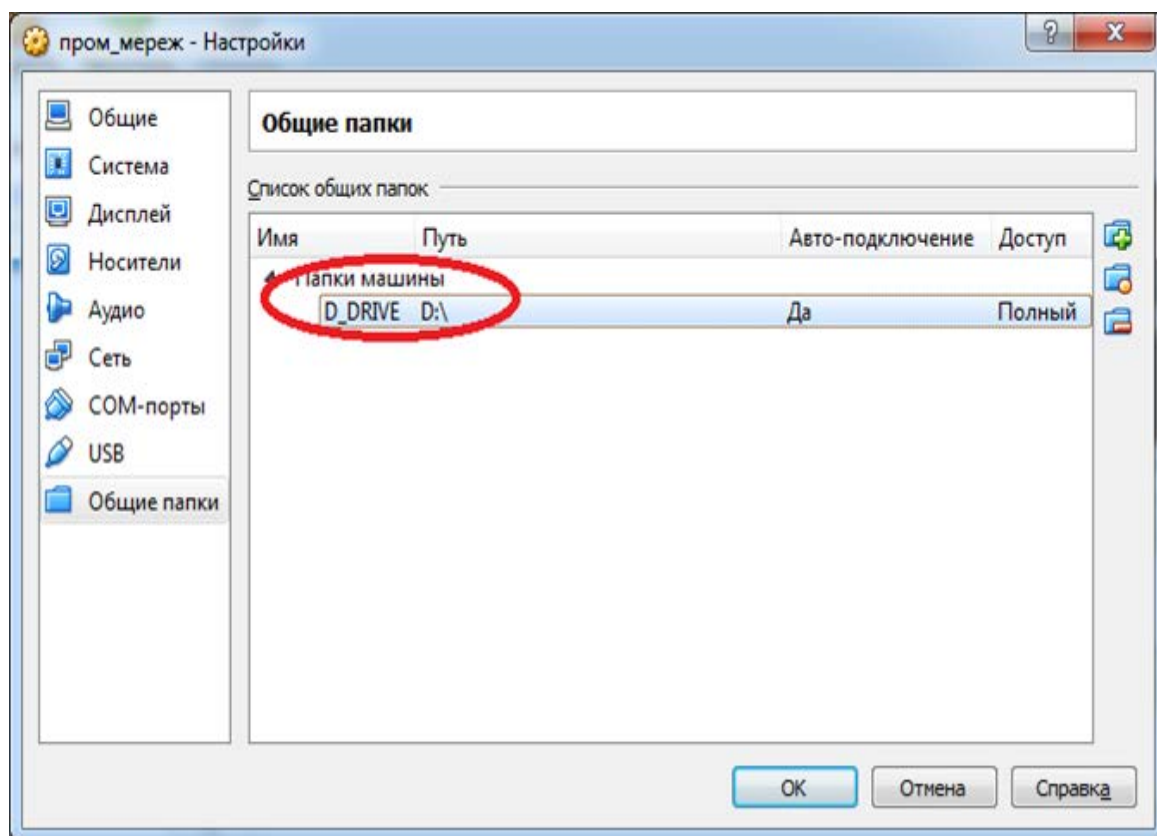 пром_мереж - Настройки
Общие
Система
Дисплей
Носители
Аудио
Сеть
COM-порты
USB
Общие папки
Общие папки
Список общих папок
Имя Путь Авто-подключение Доступ
Папки машины
D_DRIVE D:\ Да Полный
OK Отмена Справка